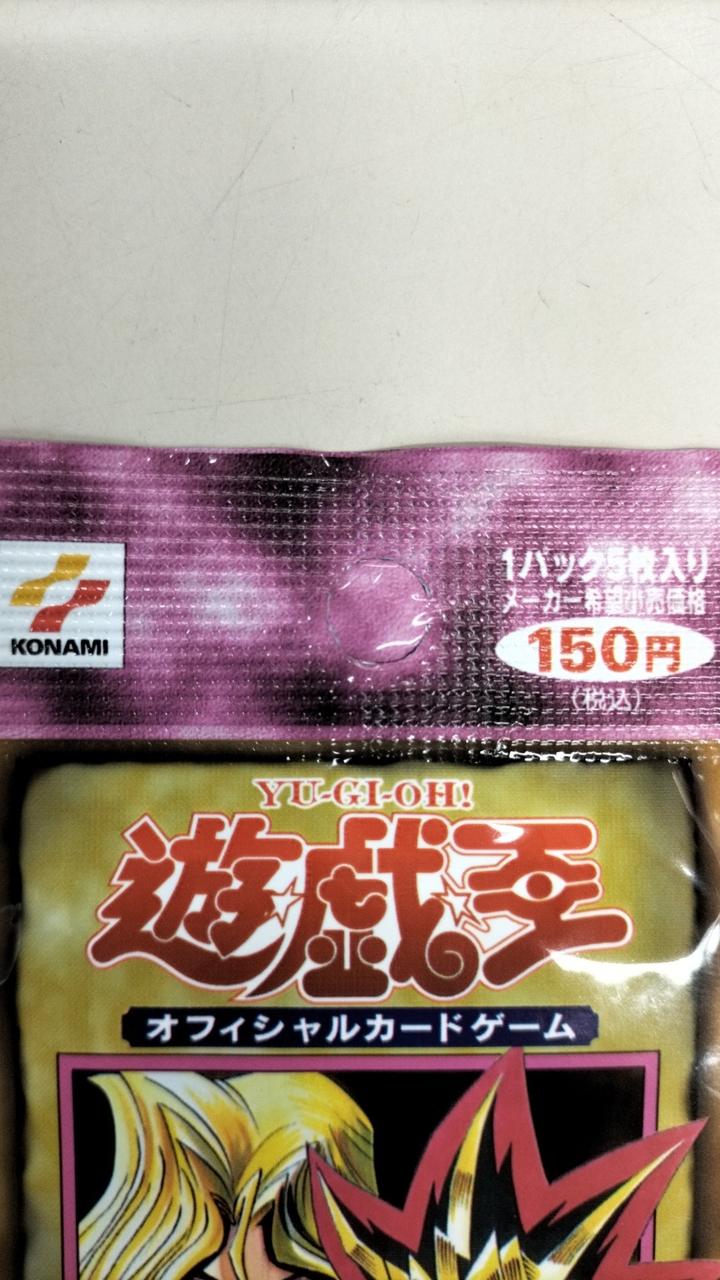 KONAMI
1パック5枚入り
メーカー希望小売価格
150円
(税込)
YU-GI-OH!
遊戯王
オフィシャルカードゲーム